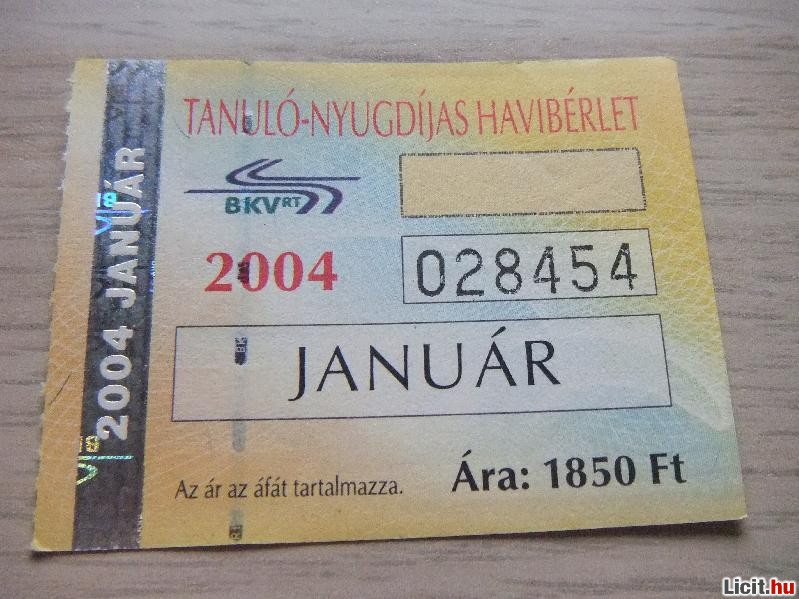 TANULÓ-NYUGDÍJAS HAVIBÉRLET
BKV RT
2004
028454
JANUÁR
Az ár az áfát tartalmazza.
Ára: 1850 Ft
2004 JANUÁR
Licit.hu